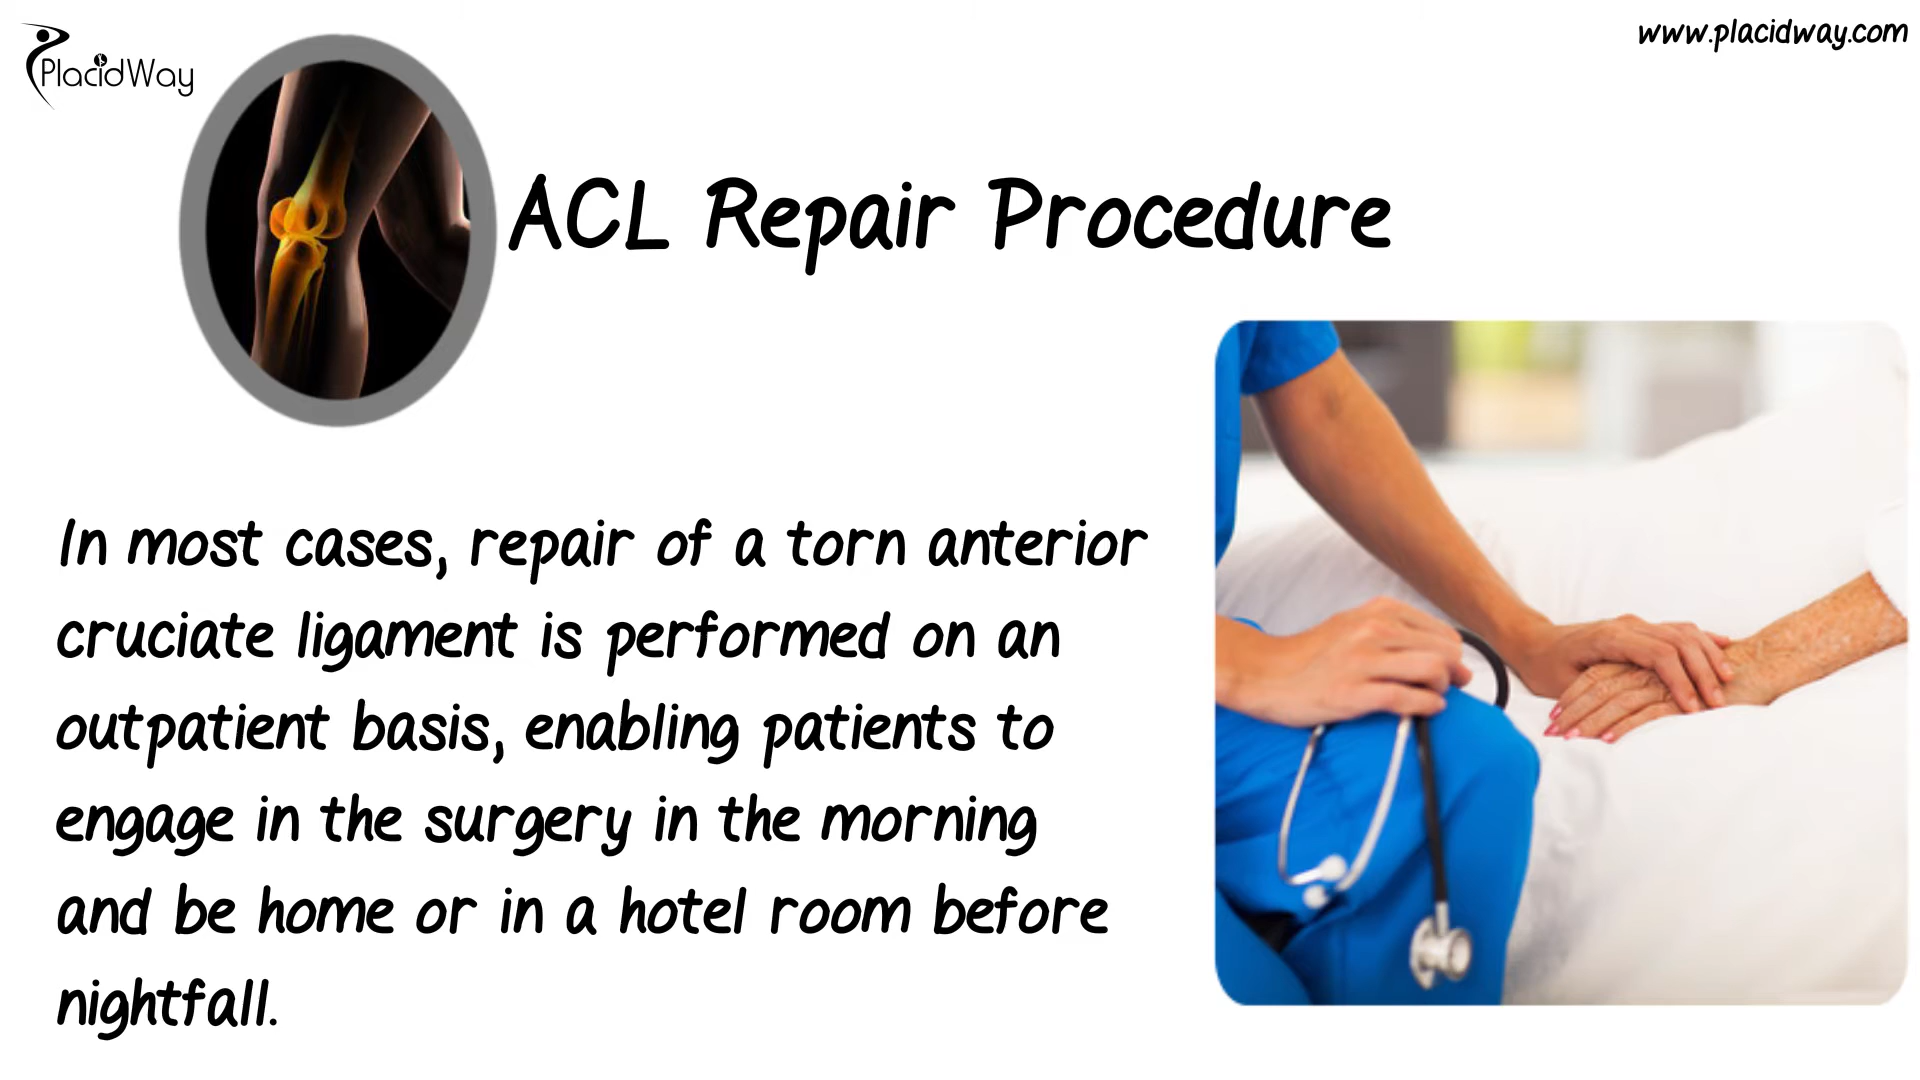 PlacidWay
www.placidway.com
ACL Repair Procedure
In most cases, repair of a torn anterior
cruciate ligament is performed on an
outpatient basis, enabling patients to
engage in the surgery in the morning
and be home or in a hotel room before
nightfall.